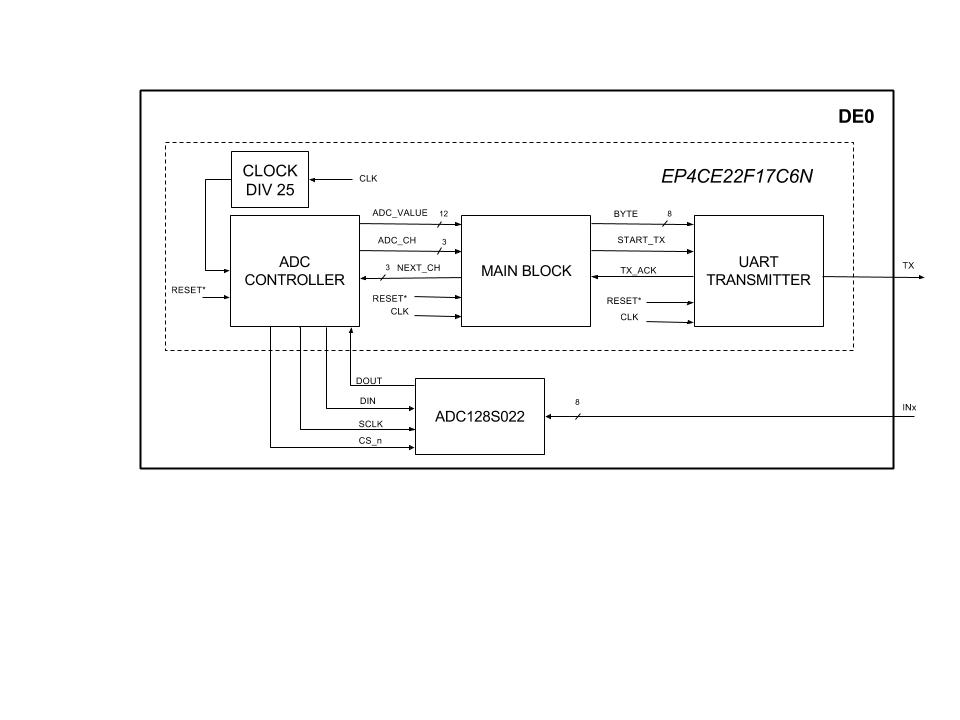 DE0
EP4CE22F17C6N
CLOCK
DIV 25
CLK
ADC
CONTROLLER
RESET*
ADC_VALUE
12
ADC_CH
3
3
NEXT_CH
RESET*
CLK
MAIN BLOCK
BYTE
8
START_TX
TX_ACK
RESET*
CLK
UART
TRANSMITTER
TX
DOUT
DIN
SCLK
CS_n
ADC128S022
8
INx